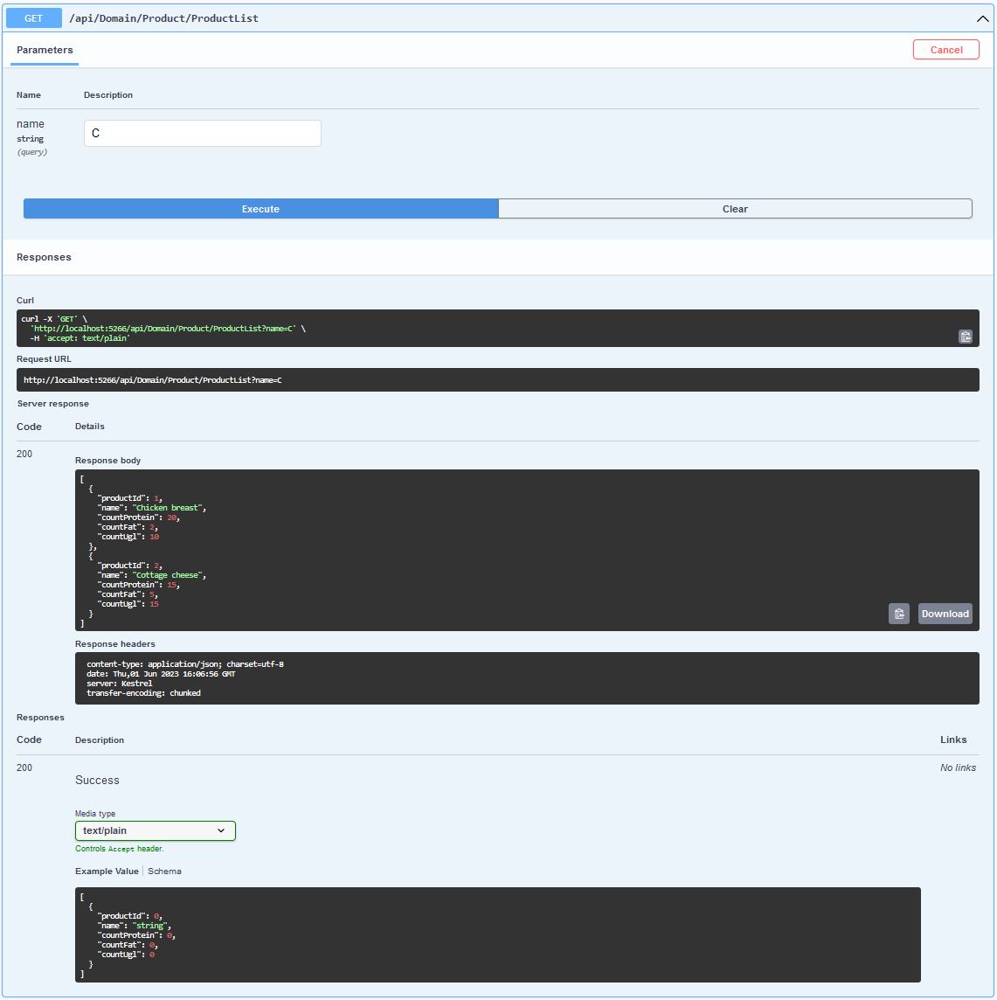 GET /api/Domain/Product/ProductList
Parameters Cancel
Name Description
name
string
(query)
C
Execute Clear
Responses
Curl
curl -X 'GET' \
  'http://localhost:5266/api/Domain/Product/ProductList?name=C' \
  -H 'accept: text/plain'
Request URL
http://localhost:5266/api/Domain/Product/ProductList?name=C
Server response
Code Details
200
Response body
[
  {
    "productId": 1,
    "name": "Chicken breast",
    "countProtein": 20,
    "countFat": 2,
    "countUgl": 10
  },
  {
    "productId": 2,
    "name": "Cottage cheese",
    "countProtein": 15,
    "countFat": 5,
    "countUgl": 15
  }
]
Download
Response headers
content-type: application/json; charset=utf-8
date: Thu,01 Jun 2023 16:06:56 GMT
server: Kestrel
transfer-encoding: chunked
Responses
Code Description Links
200 No links
Success
Media type
text/plain
Controls Accept header.
Example Value Schema
[
  {
    "productId": 0,
    "name": "string",
    "countProtein": 0,
    "countFat": 0,
    "countUgl": 0
  }
]